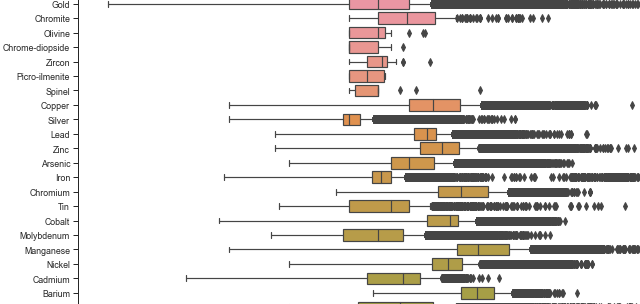 Gold
Chromite
Olivine
Chrome-diopside
Zircon
Picro-ilmenite
Spinel
Copper
Silver
Lead
Zinc
Arsenic
Iron
Chromium
Tin
Cobalt
Molybdenum
Manganese
Nickel
Cadmium
Barium